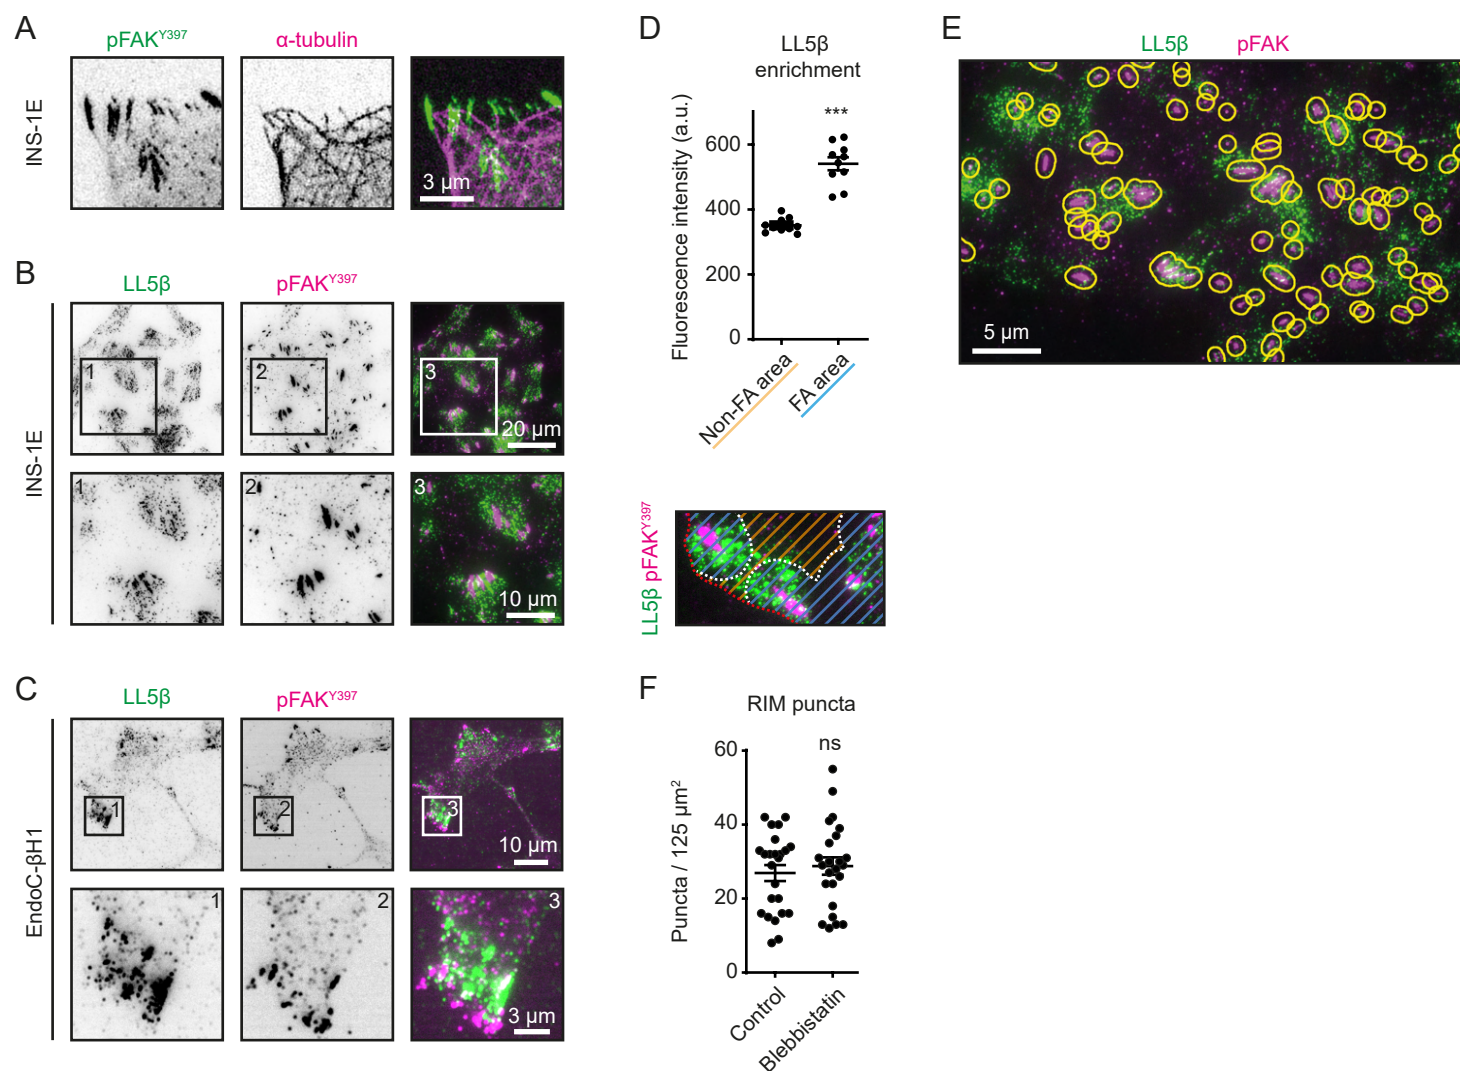 A
pFAKY397
α-tubulin
INS-1E
3 µm
B
LL5β
pFAKY397
INS-1E
1
2
3
20 µm
1
2
3
10 µm
C
LL5β
pFAKY397
EndoC-βH1
1
2
3
10 µm
1
2
3
3 µm
D
LL5β
enrichment
Fluorescence intensity (a.u.)
***
600
400
200
0
Non-FA area
FA area
LL5β pFAKY397
E
LL5β
pFAK
5 µm
F
RIM puncta
ns
Puncta / 125 µm2
60
40
20
0
Control
Blebbistatin